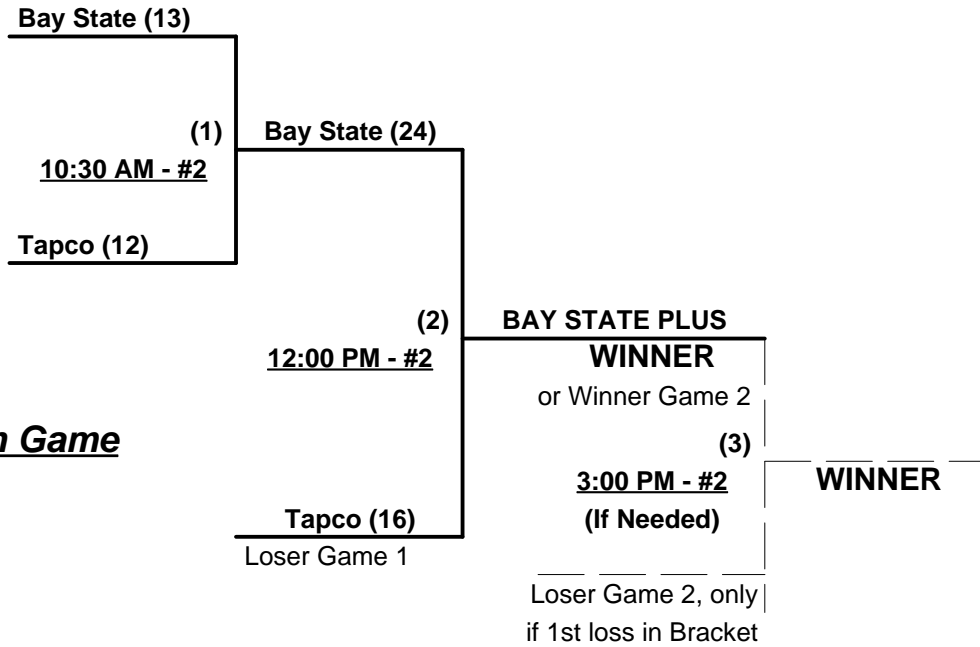 Bay State (13)
(1)
10:30 AM - #2
Bay State (24)
Tapco (12)
(2)
12:00 PM - #2
BAY STATE PLUS
WINNER
or Winner Game 2
Game
(3)
3:00 PM - #2
(If Needed)
WINNER
Tapco (16)
Loser Game 1
Loser Game 2, only
if 1st loss in Bracket